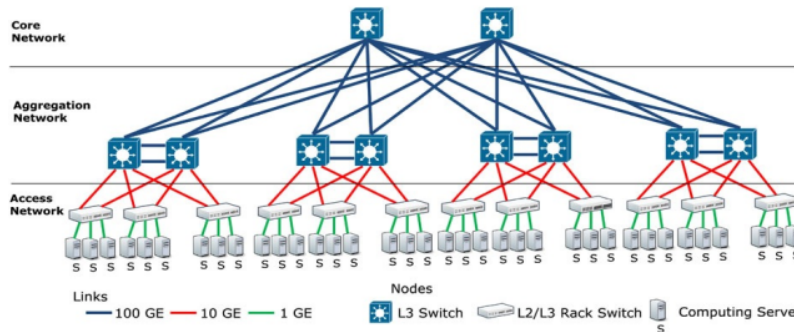 Core
Network
Aggregation
Network
Access
Network
S S S S S S S S S S S S S S S S S S S S S S S S S S S S S S S S S S S S
Links
Nodes
100 GE 10 GE 1 GE L3 Switch L2/L3 Rack Switch Computing Server
S